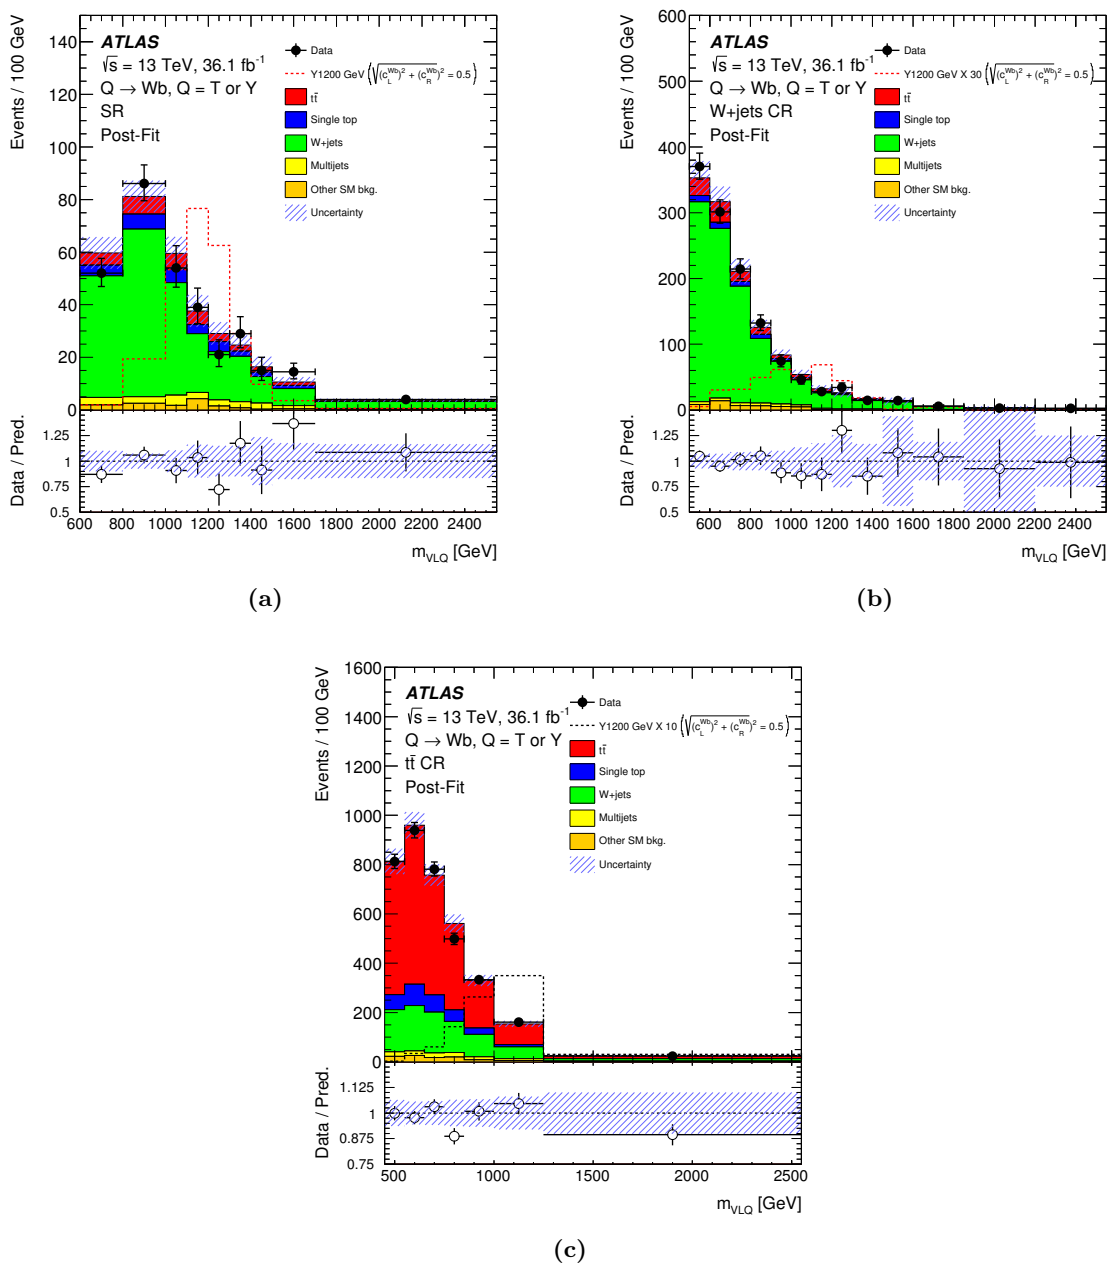 Events / 100 GeV
140
120
100
80
60
40
20
0
ATLAS
√s = 13 TeV, 36.1 fb⁻¹
Q → Wb, Q = T or Y
SR
Post-Fit
Data
Y1200 GeV (√(c_L^Wb)² + (c_R^Wb)² = 0.5)
tt̄
Single top
W+jets
Multijets
Other SM bkg.
Uncertainty
Data / Pred.
1.25
1
0.75
0.5
600 800 1000 1200 1400 1600 1800 2000 2200 2400
m_VLQ [GeV]
(a)
Events / 100 GeV
600
500
400
300
200
100
0
ATLAS
√s = 13 TeV, 36.1 fb⁻¹
Q → Wb, Q = T or Y
W+jets CR
Post-Fit
Data
Y1200 GeV X 30 (√(c_L^Wb)² + (c_R^Wb)² = 0.5)
tt̄
Single top
W+jets
Multijets
Other SM bkg.
Uncertainty
Data / Pred.
1.25
1
0.75
0.5
600 800 1000 1200 1400 1600 1800 2000 2200 2400
m_VLQ [GeV]
(b)
Events / 100 GeV
1600
1400
1200
1000
800
600
400
200
0
ATLAS
√s = 13 TeV, 36.1 fb⁻¹
Q → Wb, Q = T or Y
tt̄ CR
Post-Fit
Data
Y1200 GeV X 10 (√(c_L^Wb)² + (c_R^Wb)² = 0.5)
tt̄
Single top
W+jets
Multijets
Other SM bkg.
Uncertainty
Data / Pred.
1.125
1
0.875
0.75
500 1000 1500 2000 2500
m_VLQ [GeV]
(c)